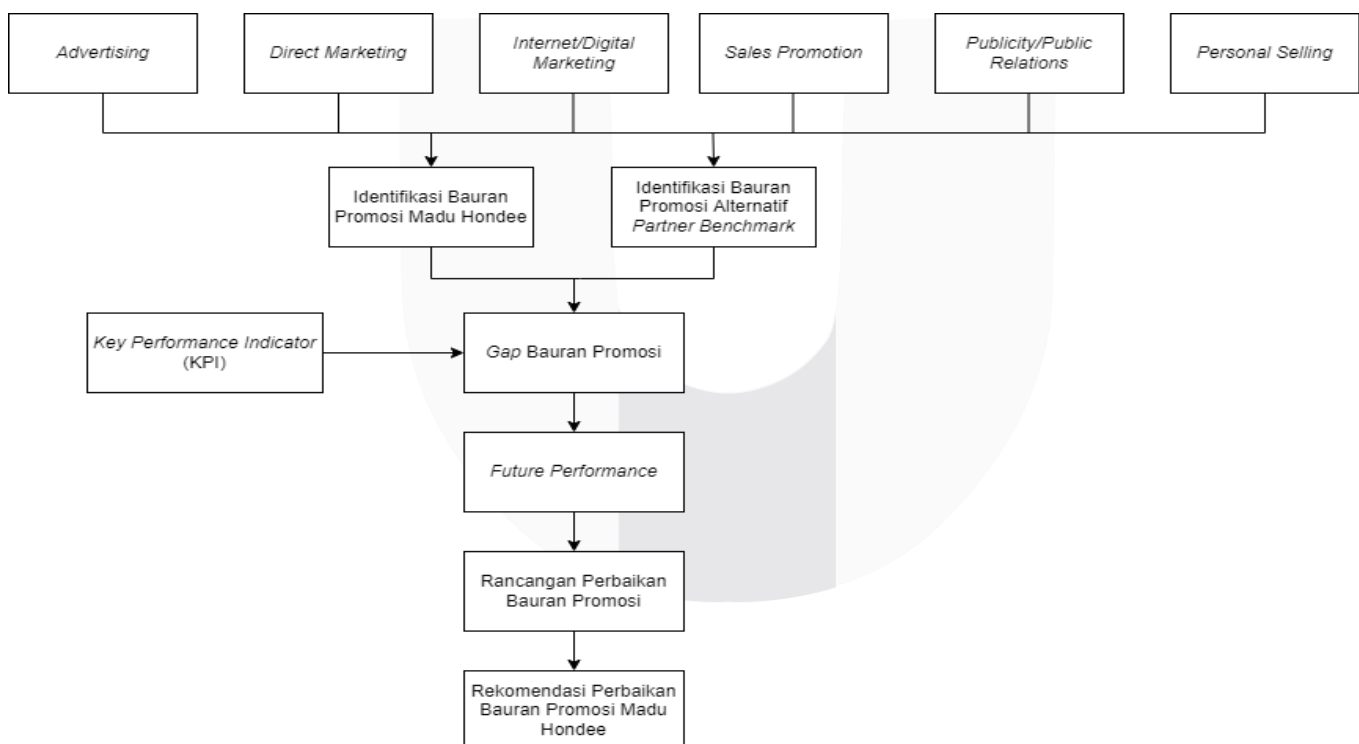 Advertising
Direct Marketing
Internet/Digital
Marketing
Sales Promotion
Publicity/Public
Relations
Personal Selling
Identifikasi Bauran
Promosi Madu Hondee
Identifikasi Bauran
Promosi Alternatif
Partner Benchmark
Key Performance Indicator
(KPI)
Gap Bauran Promosi
Future Performance
Rancangan Perbaikan
Bauran Promosi
Rekomendasi Perbaikan
Bauran Promosi Madu
Hondee